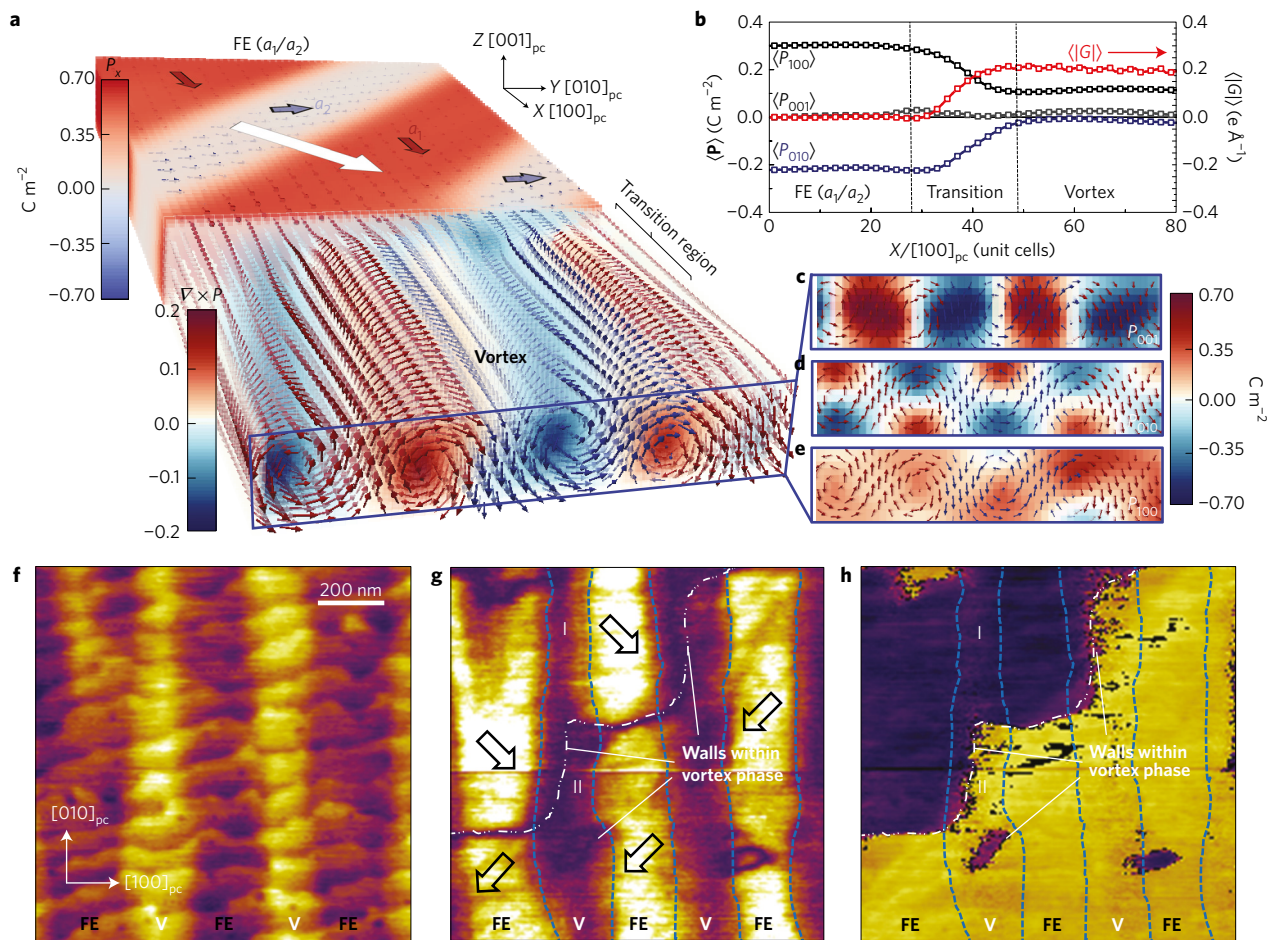 a
FE (a₁/a₂)
Z [001]pc
Y [010]pc
X [100]pc
0.70
Pₓ
0.35
0.00
−0.35
−0.70
C m⁻²
a₂
a₁
Transition region
∇ × P
0.2
0.1
0.0
−0.1
−0.2
e Å⁻¹
Vortex
b
0.4
0.2
0.0
−0.2
−0.4
⟨P⟩ (C m⁻²)
⟨P₁₀₀⟩
⟨P₀₀₁⟩
⟨P₀₁₀⟩
⟨|G|⟩
FE (a₁/a₂)
Transition
Vortex
0.4
0.2
0.0
−0.2
−0.4
⟨|G|⟩ (e Å⁻¹)
0 20 30 40 50 60 80
X/[100]pc (unit cells)
c
P₀₀₁
d
P₀₁₀
e
P₁₀₀
0.70
0.35
0.00
−0.35
−0.70
C m⁻²
f
200 nm
[010]pc
[100]pc
FE V FE V FE
g
I
Walls within
vortex phase
II
FE V FE V FE
h
I
Walls within
vortex phase
II
FE V FE V FE